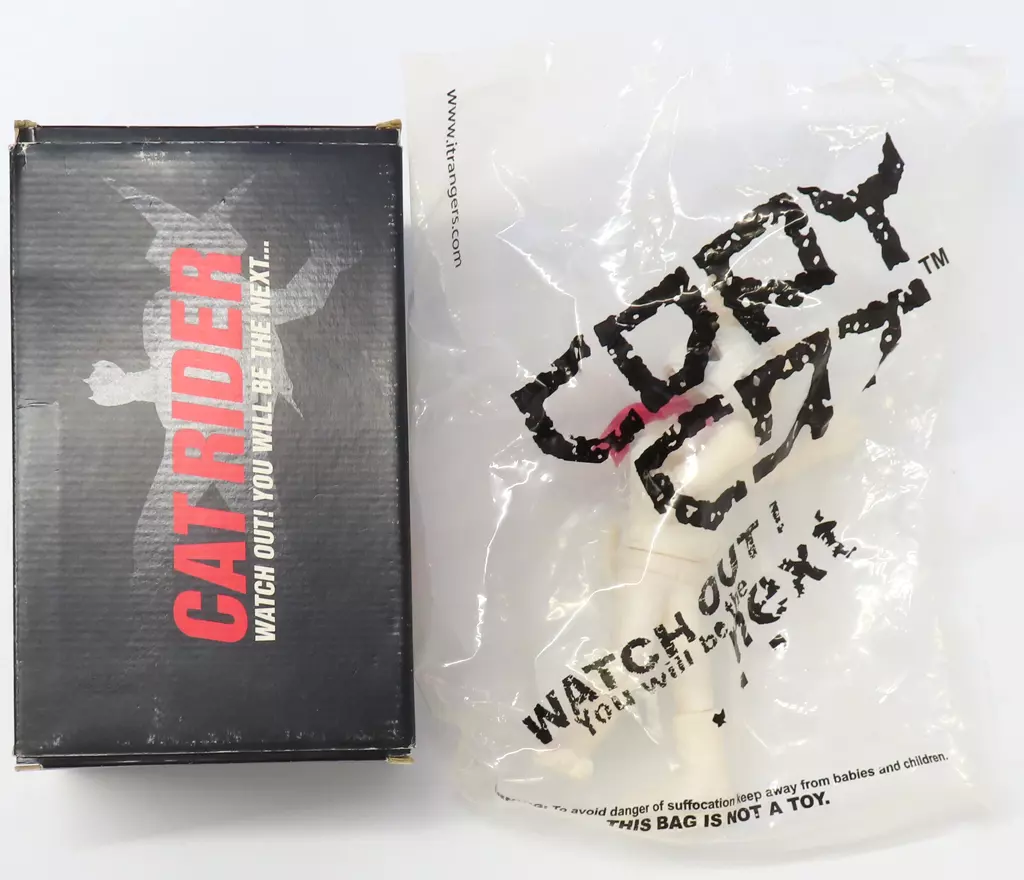 CAT RIDER
WATCH OUT! YOU WILL BE THE NEXT...
www.itrangers.com
CORY
CAT TM
WATCH OUT!
You will be the
next
To avoid danger of suffocation keep away from babies and children.
THIS BAG IS NOT A TOY.